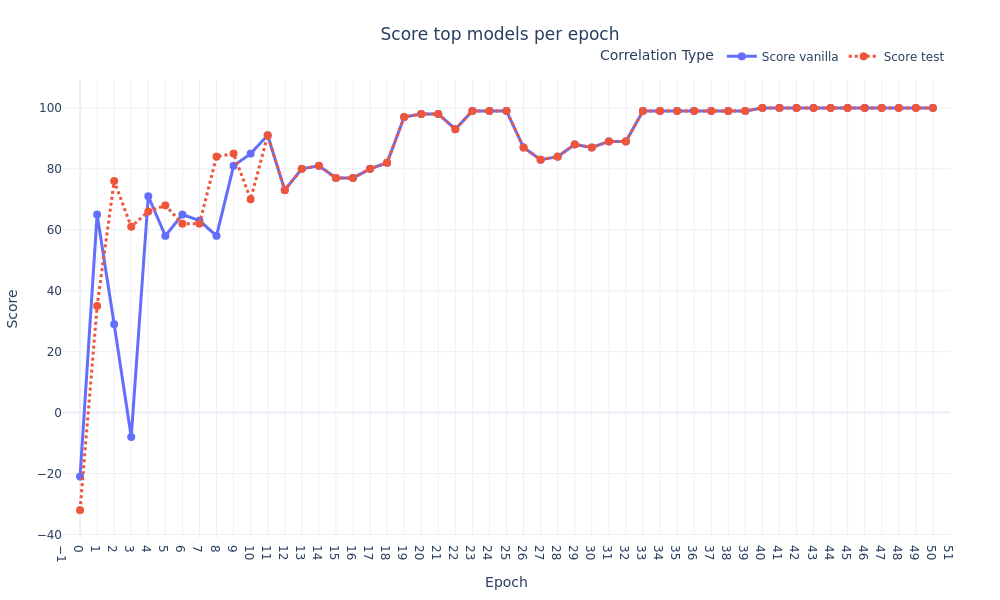 Score top models per epoch
Correlation Type Score vanilla Score test
100
80
60
40
20
0
−20
−40
Score
−1 0 1 2 3 4 5 6 7 8 9 10 11 12 13 14 15 16 17 18 19 20 21 22 23 24 25 26 27 28 29 30 31 32 33 34 35 36 37 38 39 40 41 42 43 44 45 46 47 48 49 50 51
Epoch